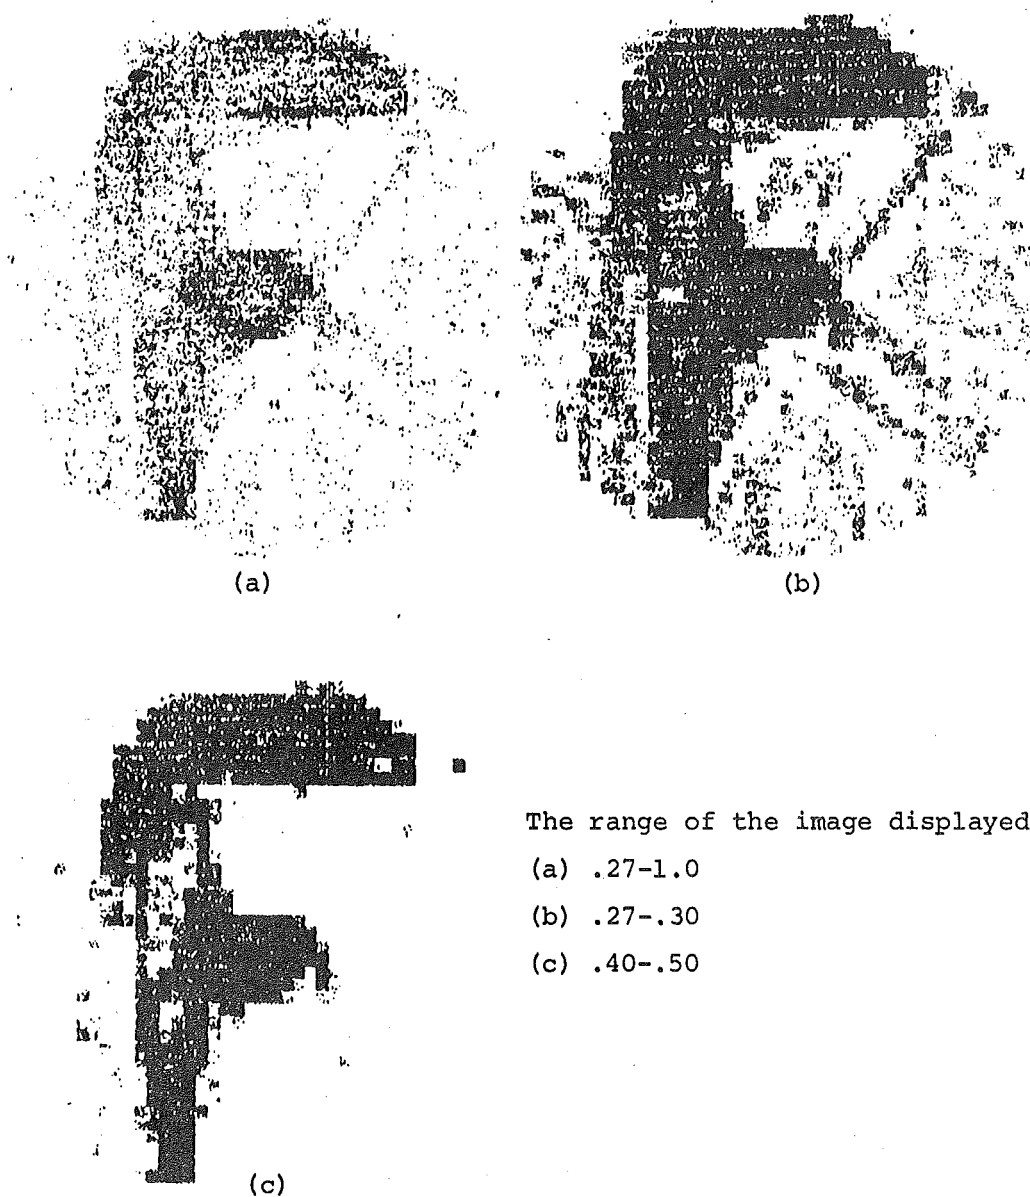 (a)
(b)
The range of the image displayed
(a) .27-1.0
(b) .27-.30
(c) .40-.50
(c)